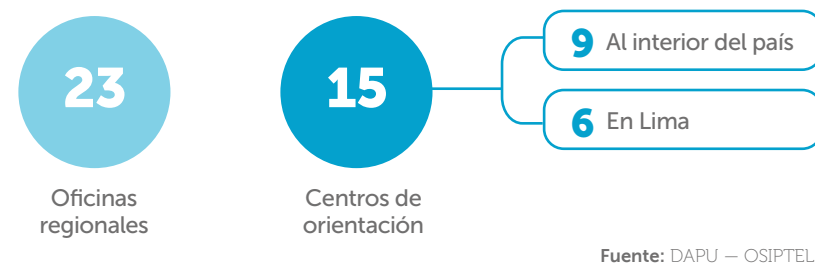 23
Oficinas
regionales
15
Centros de
orientación
9 Al interior del país
6 En Lima
Fuente: DAPU — OSIPTEL